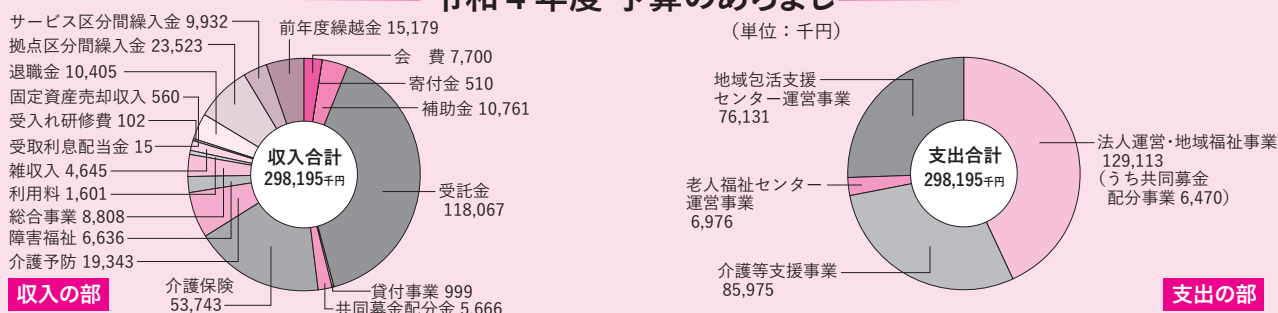 令和4年度 予算のあらまし
（単位：千円）
サービス区分間繰入金 9,932
前年度繰越金 15,179
拠点区分間繰入金 23,523
会　費 7,700
退職金 10,405
寄付金 510
固定資産売却収入 560
補助金 10,761
受入れ研修費 102
受取利息配当金 15
収入合計
298,195千円
雑収入 4,645
受託金
118,067
利用料 1,601
総合事業 8,808
障害福祉 6,636
介護予防 19,343
介護保険
53,743
貸付事業 999
共同募金配分金 5,666
収入の部
地域包活支援
センター運営事業
76,131
法人運営・地域福祉事業
129,113
（うち共同募金
配分事業 6,470）
支出合計
298,195千円
老人福祉センター
運営事業
6,976
介護等支援事業
85,975
支出の部